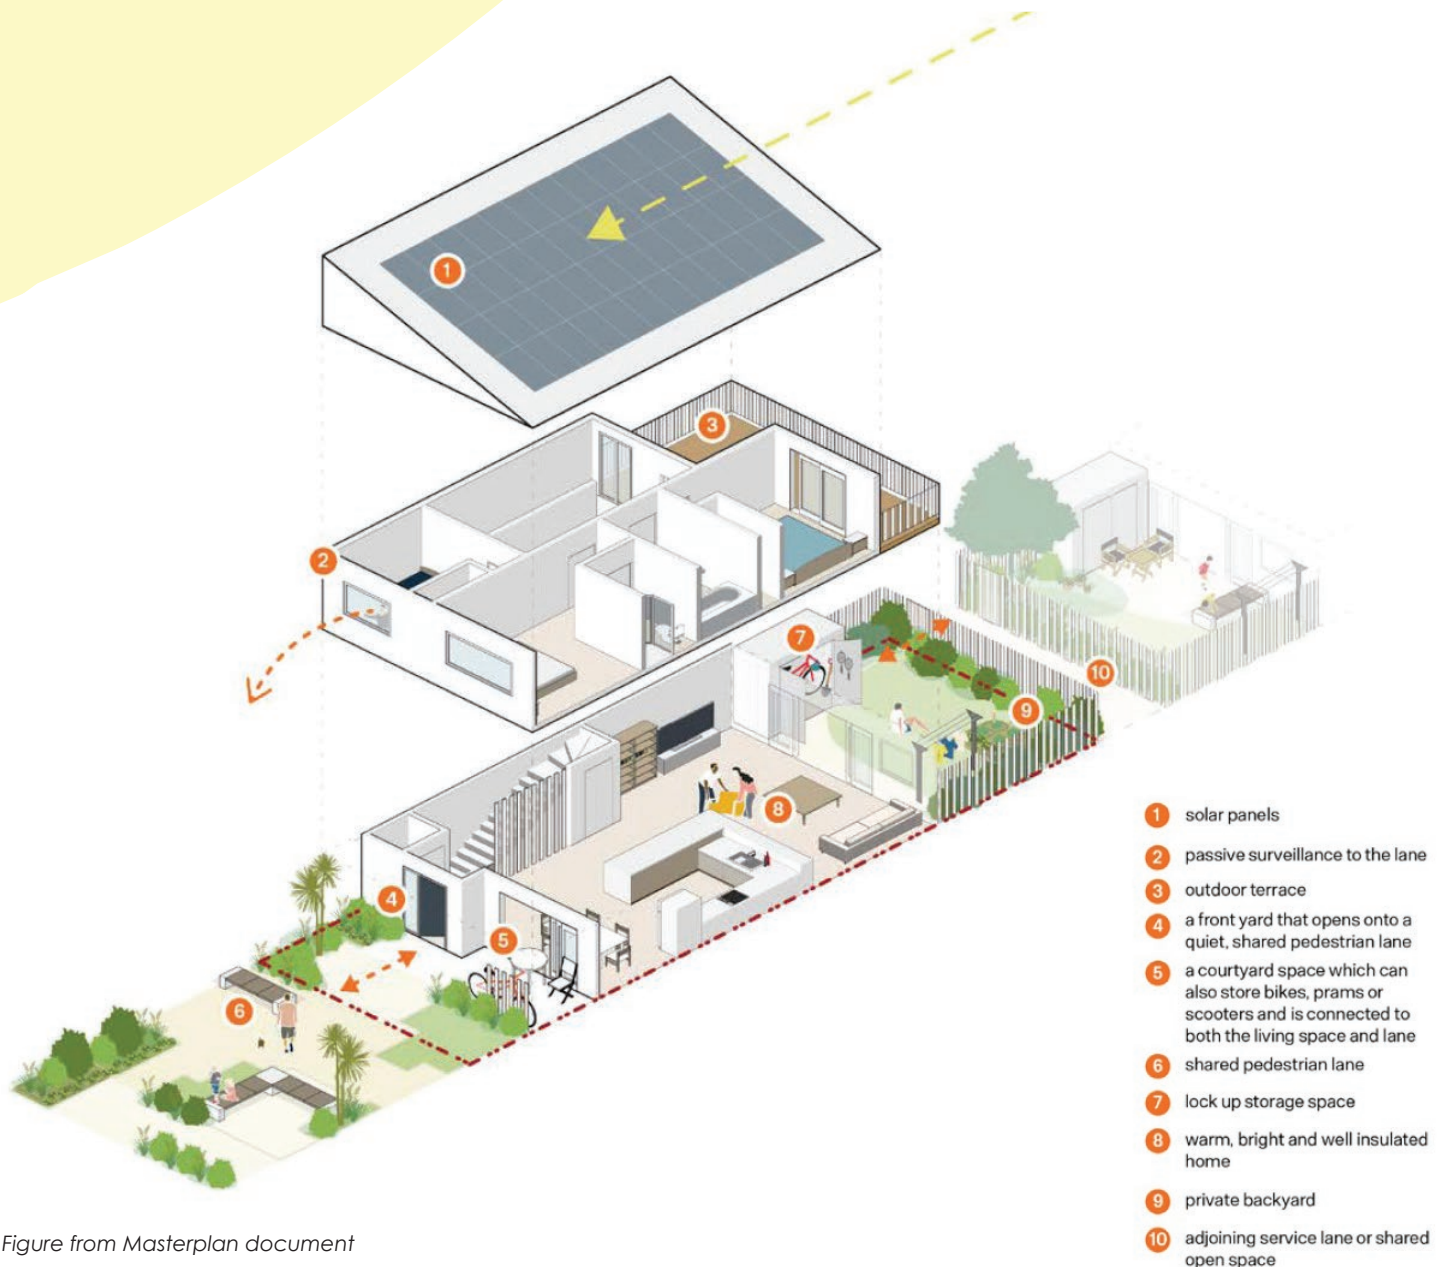 1
3
2
7
10
9
8
4
5
6
1 solar panels
2 passive surveillance to the lane
3 outdoor terrace
4 a front yard that opens onto a
quiet, shared pedestrian lane
5 a courtyard space which can
also store bikes, prams or
scooters and is connected to
both the living space and lane
6 shared pedestrian lane
7 lock up storage space
8 warm, bright and well insulated
home
9 private backyard
10 adjoining service lane or shared
open space
Figure from Masterplan document